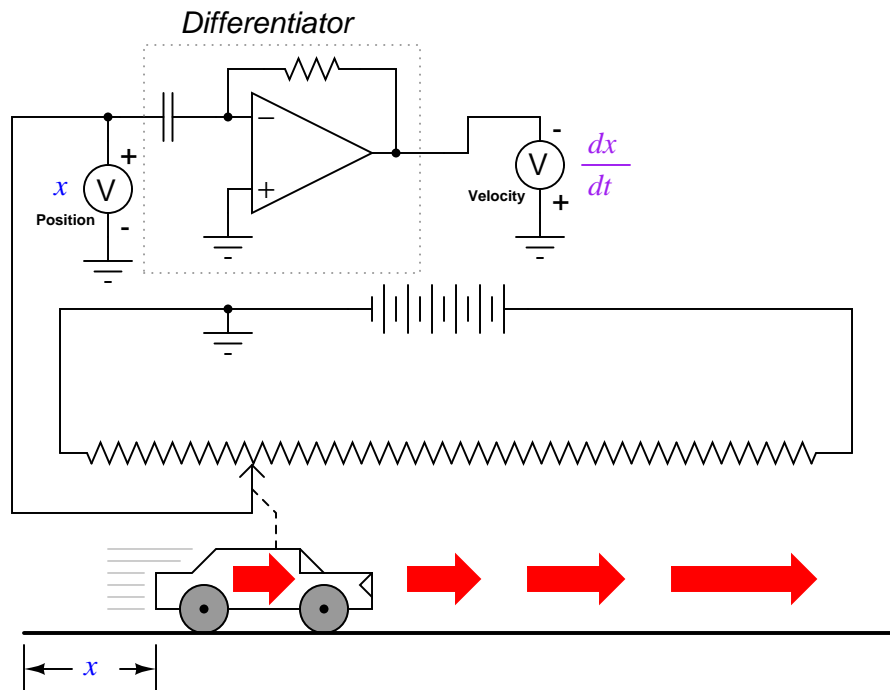 Differentiator
−
+
+
V
-
x
Position
-
V
+
Velocity
dx
dt
x